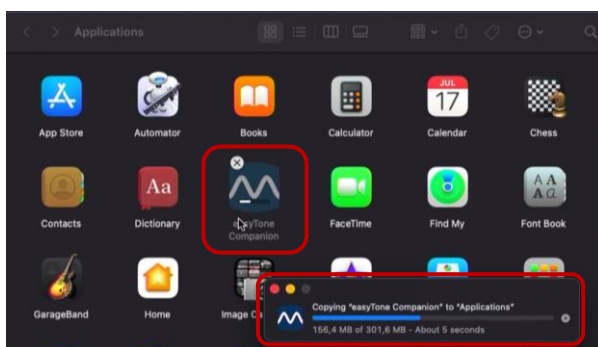 Applications
App Store
Automator
Books
Calculator
JUL
17
Calendar
Chess
Contacts
Aa
Dictionary
easyTone
Companion
FaceTime
Find My
A A
A a
Font Book
GarageBand
Home
Image
Copying "easyTone Companion" to "Applications"
156,4 MB of 301,6 MB - About 5 seconds